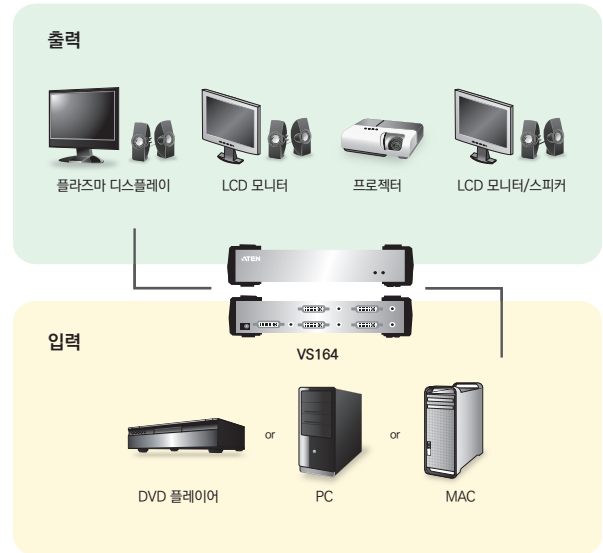 출력
플라즈마 디스플레이
LCD 모니터
프로젝터
LCD 모니터/스피커
ATEN
VS164
입력
or
or
DVD 플레이어
PC
MAC